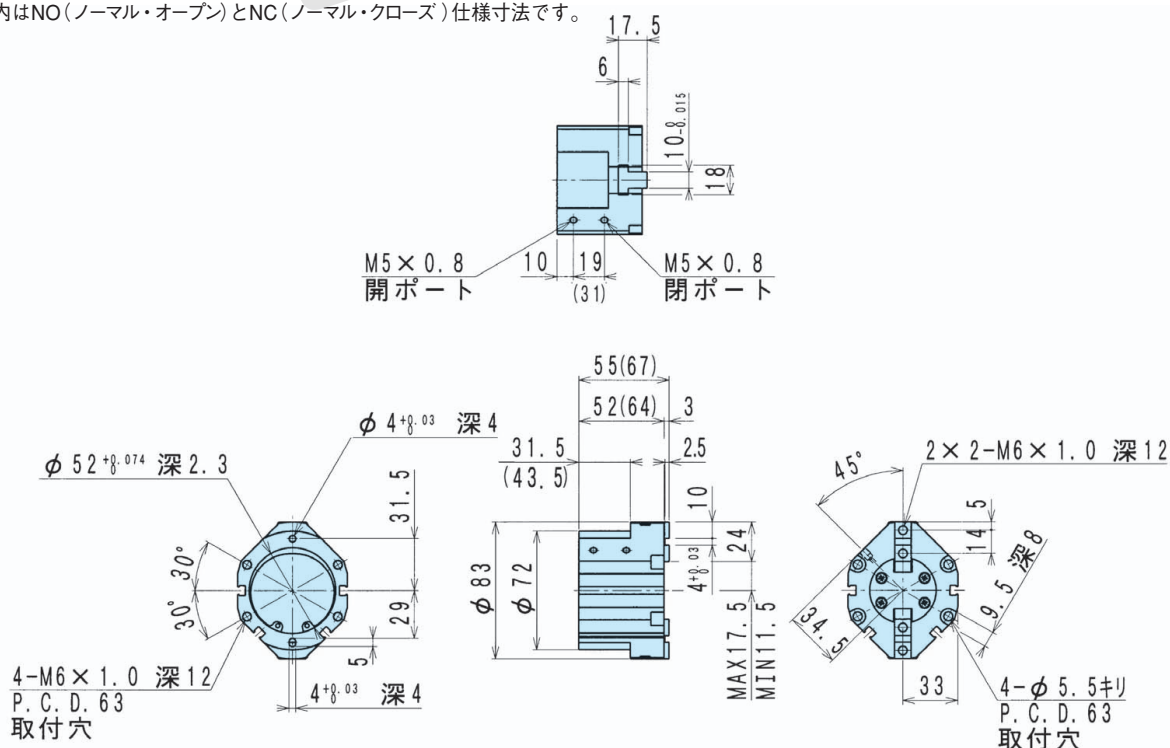 内はNO(ノーマル・オープン)とNC(ノーマル・クローズ)仕様寸法です。
17.5
6
10 0 -0.015
18
M5×0.8
開ポート
10
19
(31)
M5×0.8
閉ポート
55(67)
52(64)
3
31.5
(43.5)
2.5
10
24
4 +0.03 0
φ83
φ72
MAX17.5
MIN11.5
φ4 +0.03 0 深4
φ52 +0.074 0 深2.3
31.5
30°
30°
29
5
4-M6×1.0 深12
P.C.D.63
取付穴
4 +0.03 0 深4
45°
2×2-M6×1.0 深12
5
14
9.5 深8
34.5
33
4-φ5.5キリ
P.C.D.63
取付穴